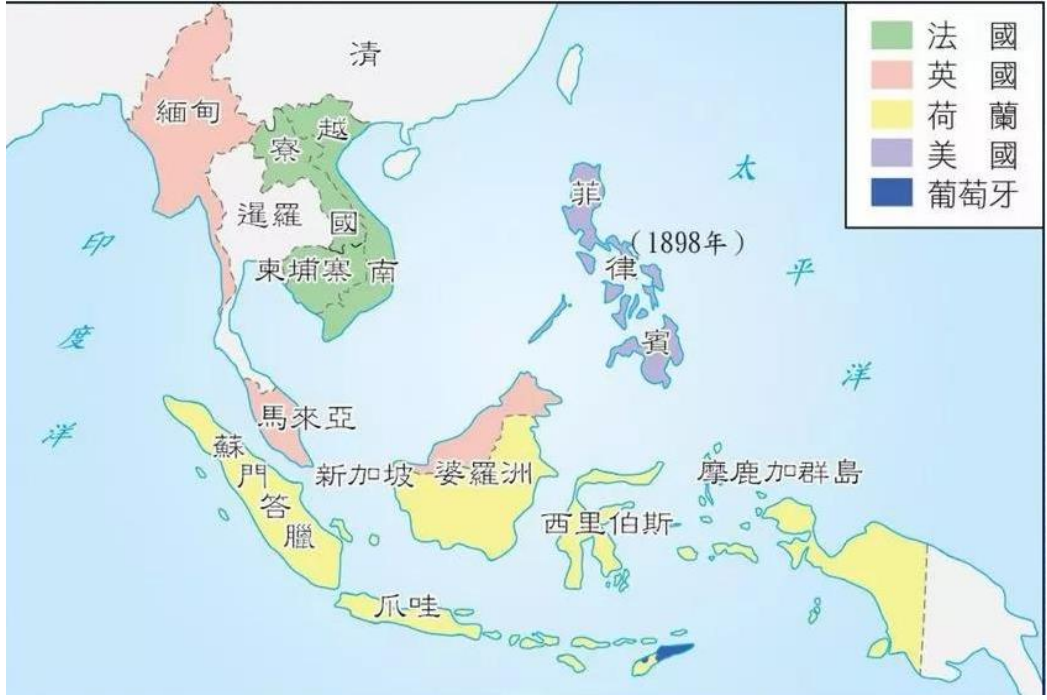 法國
英國
荷蘭
美國
葡萄牙
清
緬甸
寮
越
國
南
暹羅
柬埔寨
菲
律
賓
(1898年)
太
平
洋
印
度
洋
馬來亞
新加坡
婆羅洲
蘇
門
答
臘
西里伯斯
摩鹿加群島
爪哇